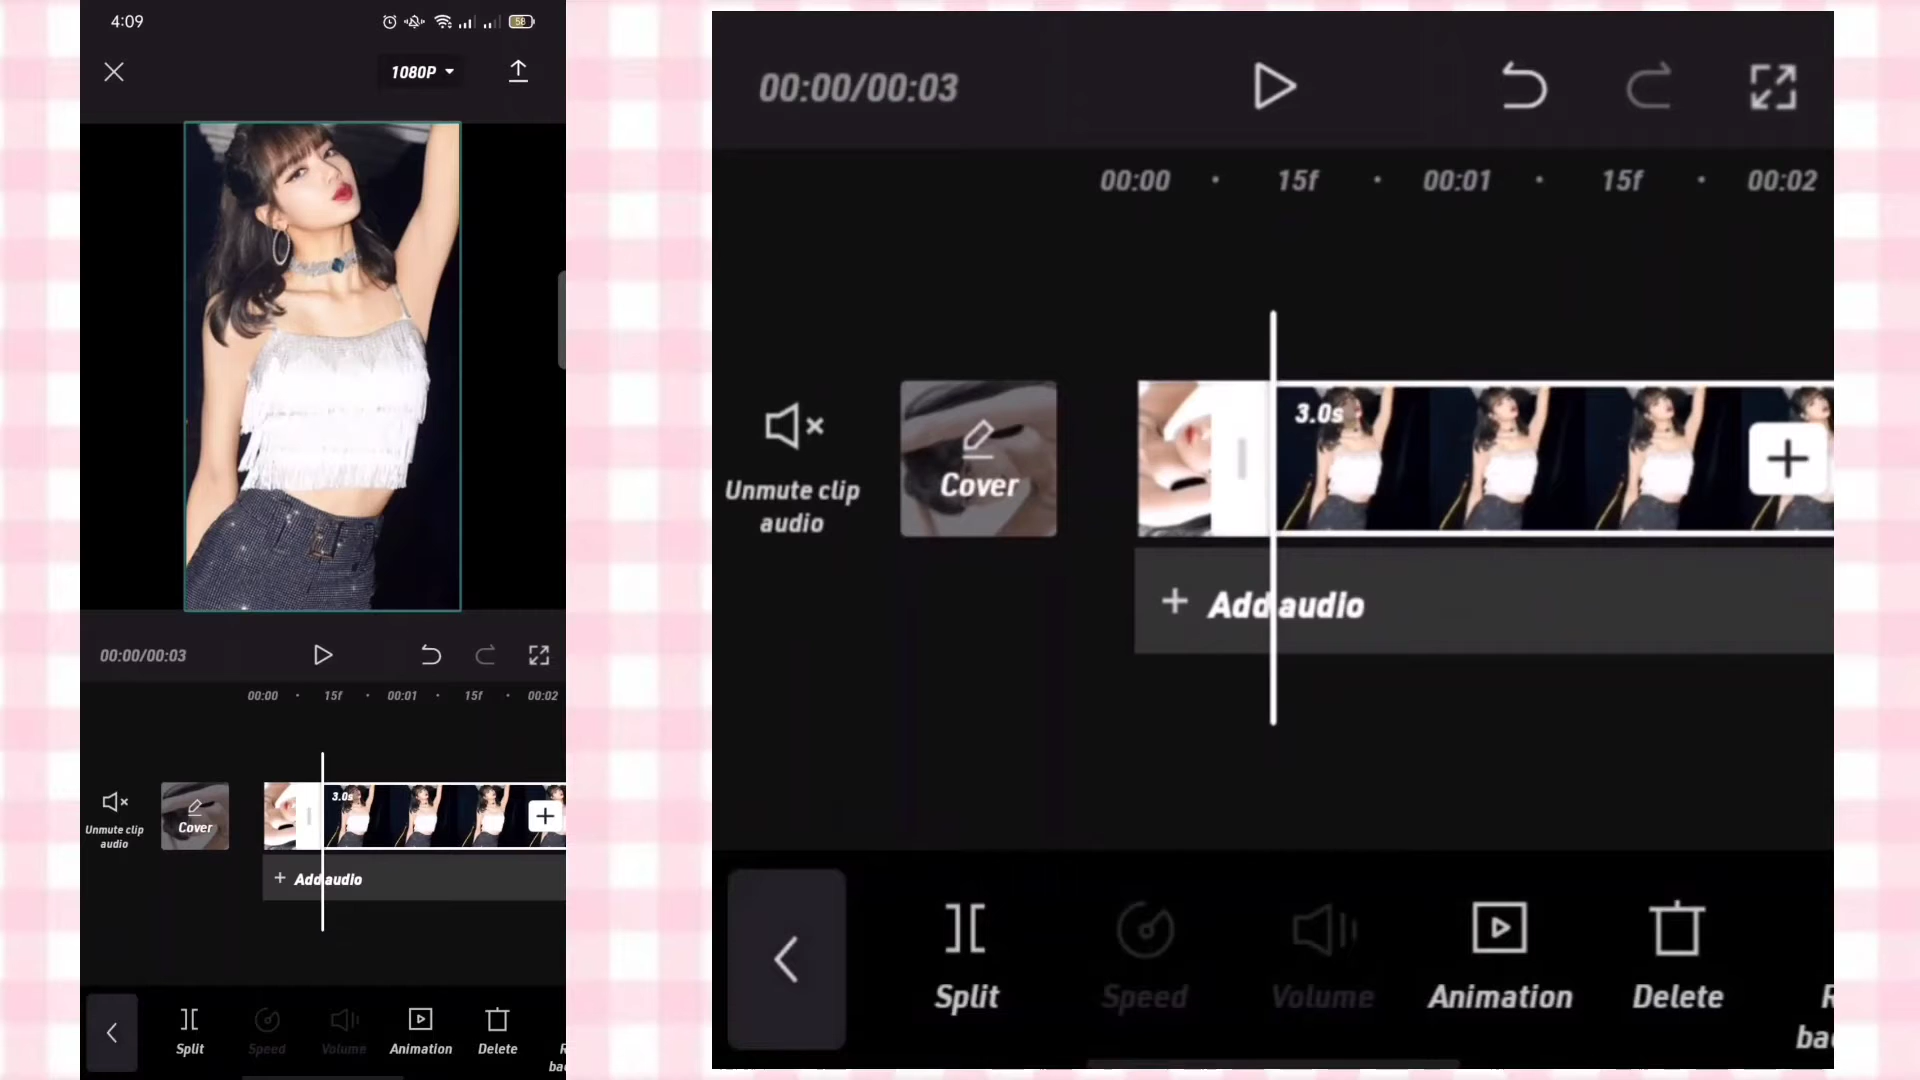 4:09
58
1080P
00:00/00:03
00:00 15f 00:01 15f 00:02
3.0s
Unmute clip
audio
Cover
+ Add audio
Split Speed Volume Animation Delete
00:00/00:03
00:00 15f 00:01 15f 00:02
3.0s
Unmute clip
audio
Cover
+ Add audio
Split Speed Volume Animation Delete